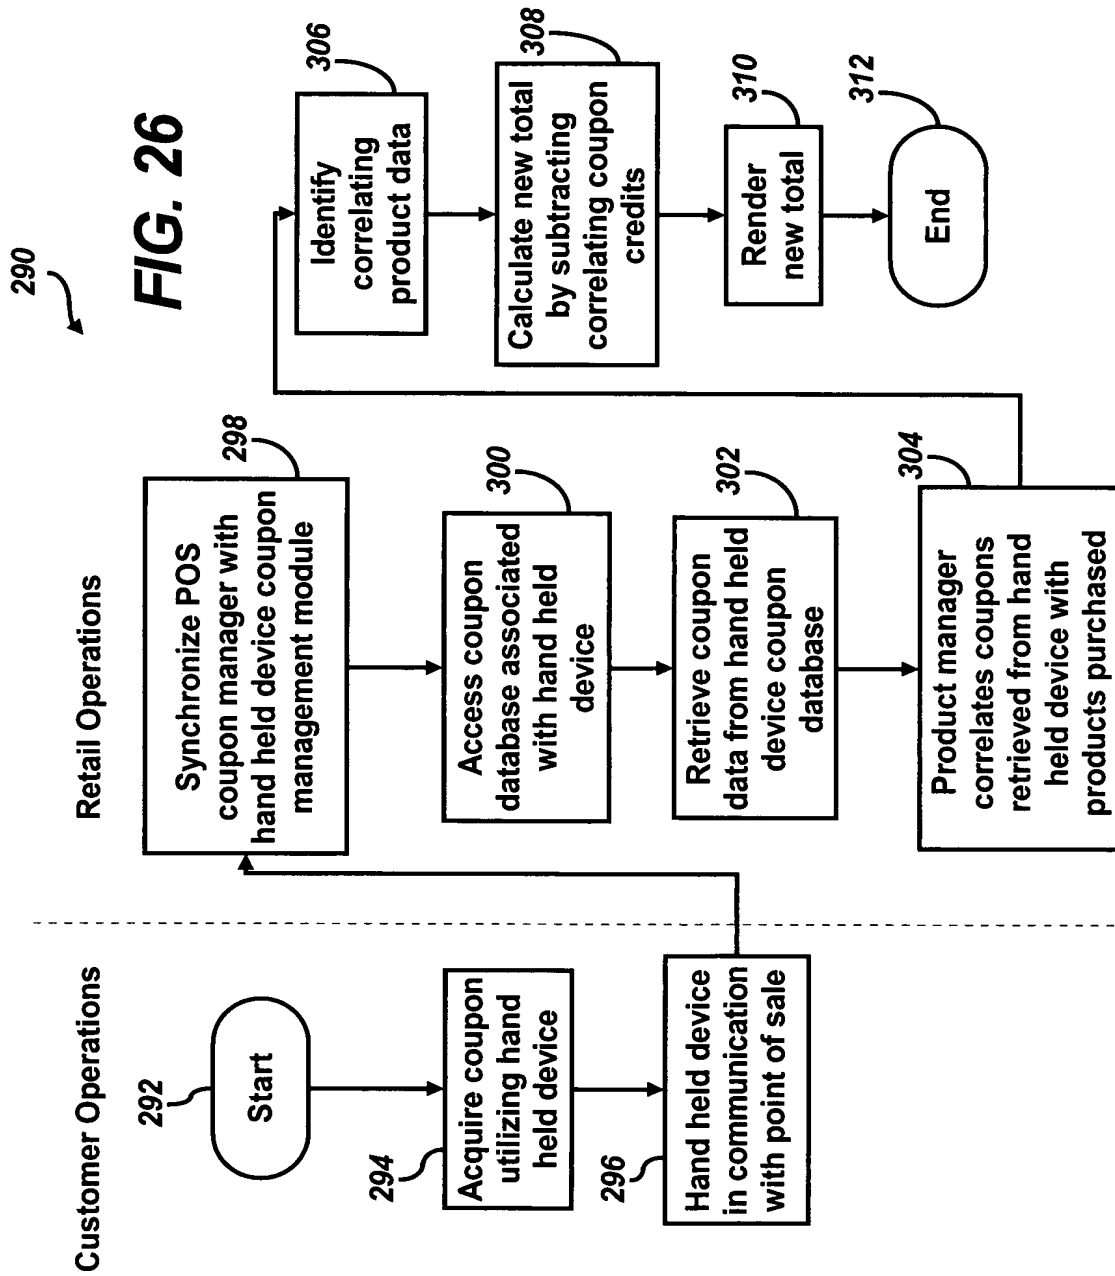 290
FIG. 26
Customer Operations
Retail Operations
292
Start
294
Acquire coupon
utilizing hand
held device
296
Hand held device
in communication
with point of sale
298
Synchronize POS
coupon manager with
hand held device coupon
management module
300
Access coupon
database associated
with hand held
device
302
Retrieve coupon
data from hand held
device coupon
database
304
Product manager
correlates coupons
retrieved from hand
held device with
products purchased
306
Identify
correlating
product data
308
Calculate new total
by subtracting
correlating coupon
credits
310
Render
new total
312
End